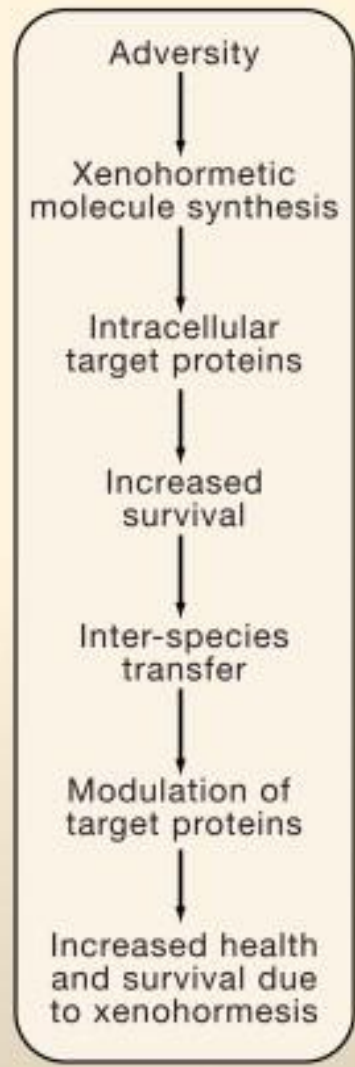 Adversity
Xenohormetic
molecule synthesis
Intracellular
target proteins
Increased
survival
Inter-species
transfer
Modulation of
target proteins
Increased health
and survival due
to xenohormesis